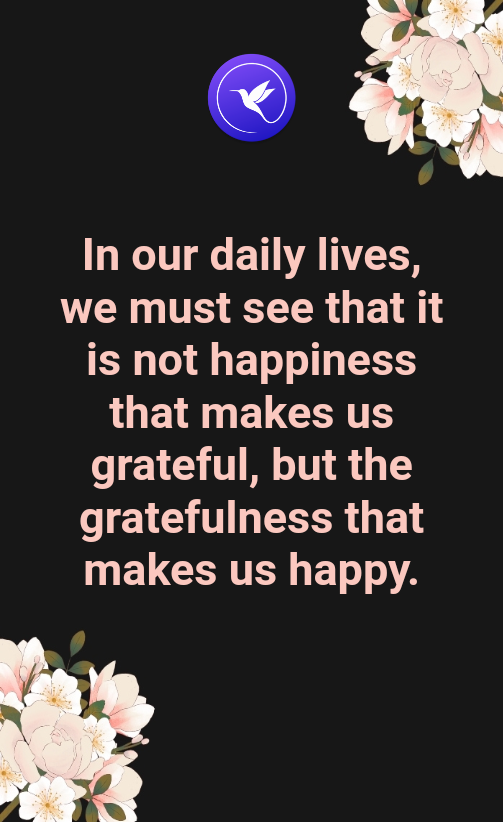 In our daily lives,
we must see that it
is not happiness
that makes us
grateful, but the
gratefulness that
makes us happy.